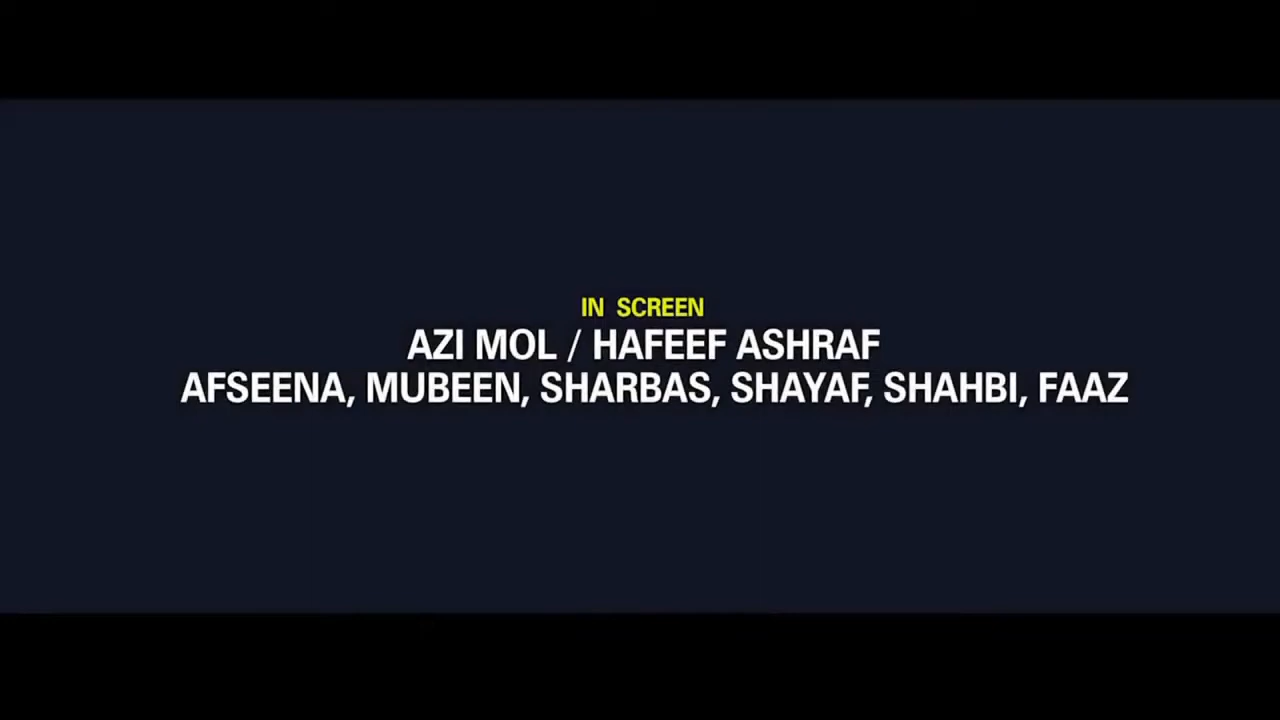 IN SCREEN
AZI MOL / HAFEEF ASHRAF
AFSEENA, MUBEEN, SHARBAS, SHAYAF, SHAHBI, FAAZ